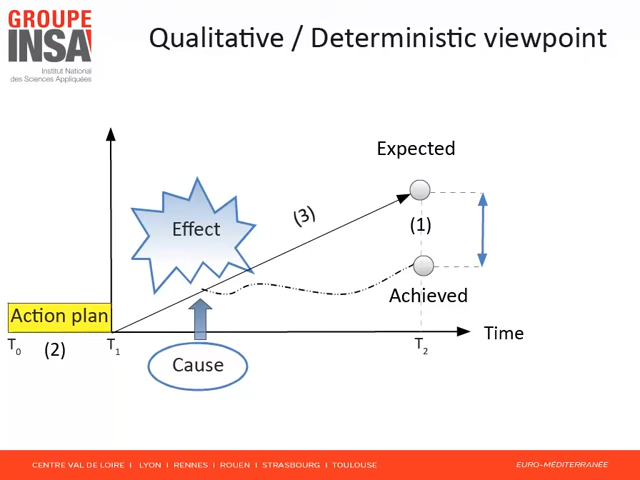 GROUPE
INSA
Institut National
des Sciences Appliquées
Qualitative / Deterministic viewpoint
Expected
(3)
Effect
(1)
Achieved
Action plan
Time
T0
(2)
T1
T2
Cause
CENTRE VAL DE LOIRE I LYON I RENNES I ROUEN I STRASBOURG I TOULOUSE
EURO-MÉDITERRANÉE